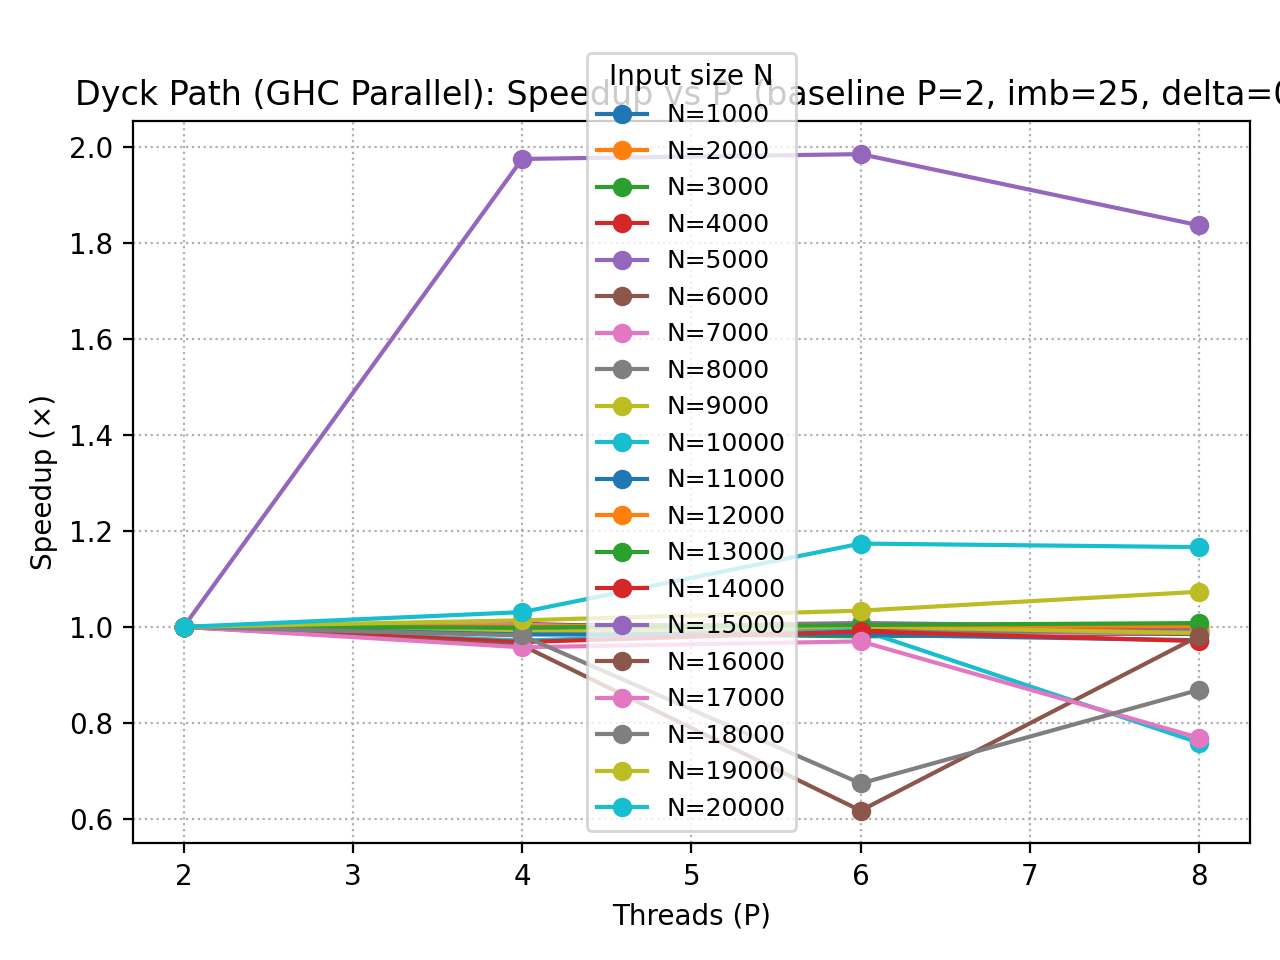 Dyck Path (GHC Parallel): Speedup vs P (baseline P=2, imb=25, delta=0
Input size N
N=1000
N=2000
N=3000
N=4000
N=5000
N=6000
N=7000
N=8000
N=9000
N=10000
N=11000
N=12000
N=13000
N=14000
N=15000
N=16000
N=17000
N=18000
N=19000
N=20000
Speedup (×)
2.0
1.8
1.6
1.4
1.2
1.0
0.8
0.6
2 3 4 5 6 7 8
Threads (P)